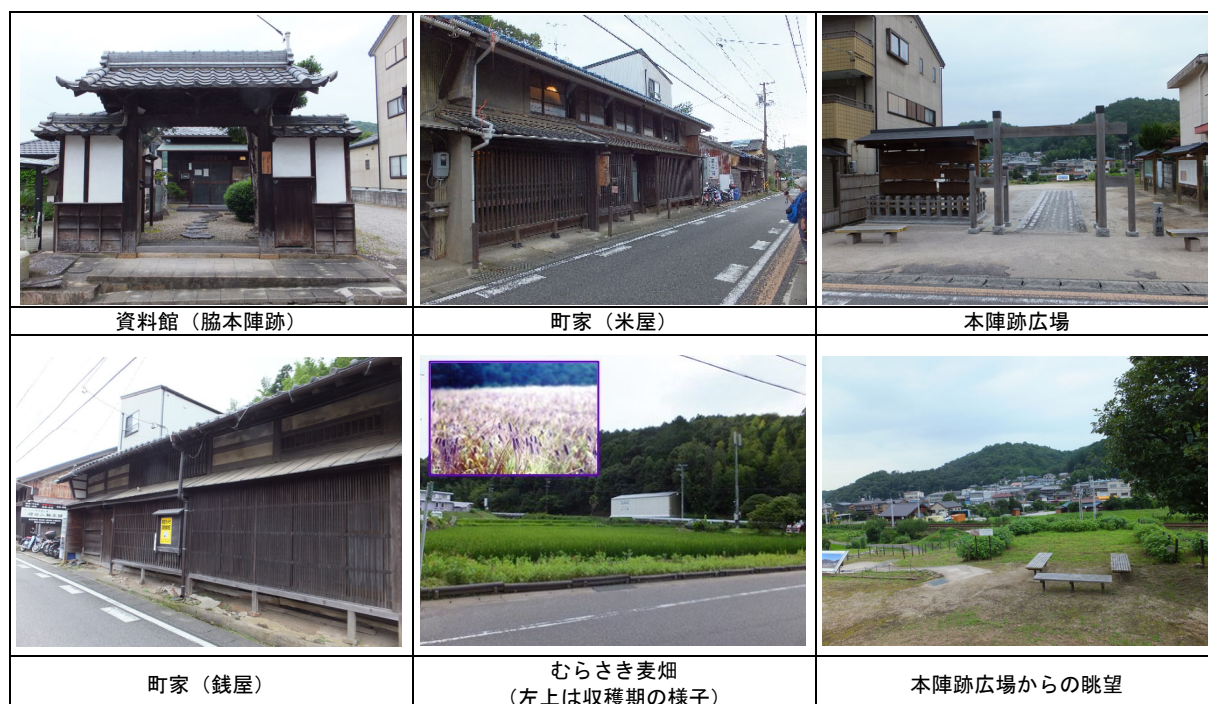 資料館（脇本陣跡）
町家（米屋）
本陣跡広場
町家（銭屋）
むらさき麦畑
（左上は収穫期の様子）
本陣跡広場からの眺望